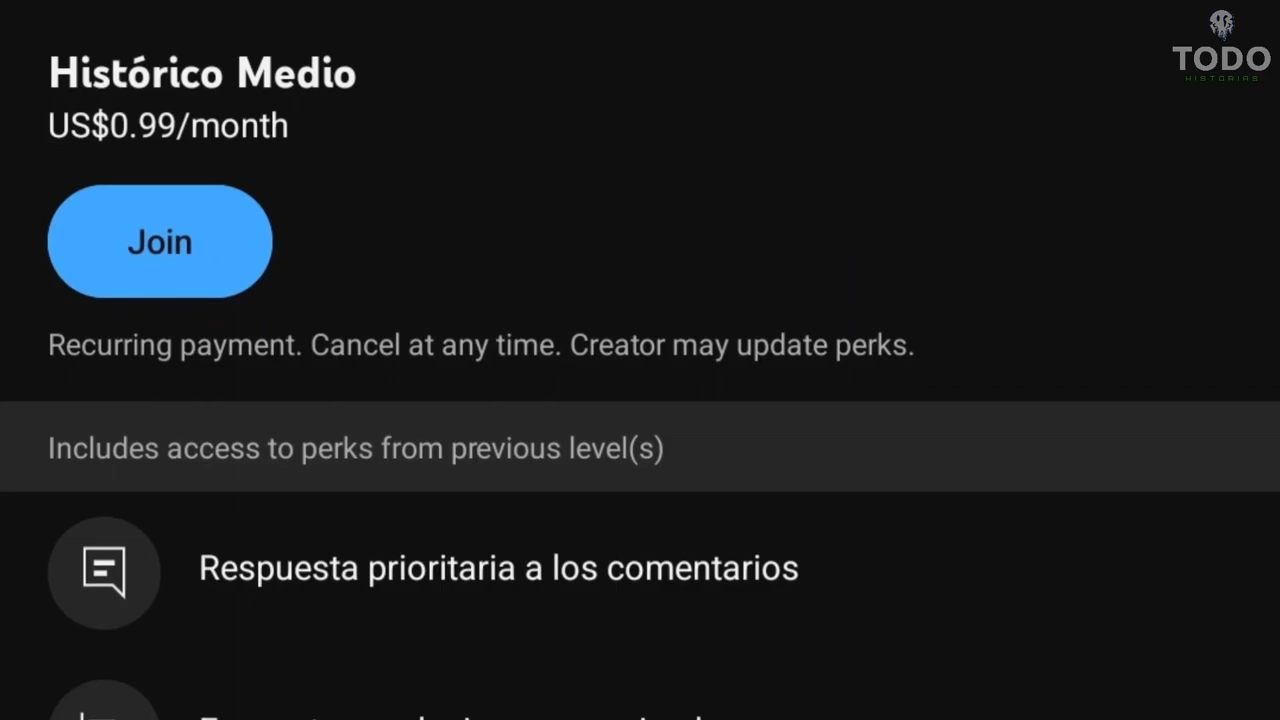 TODO
HISTORIAS
Histórico Medio
US$0.99/month
Join
Recurring payment. Cancel at any time. Creator may update perks.
Includes access to perks from previous level(s)
Respuesta prioritaria a los comentarios